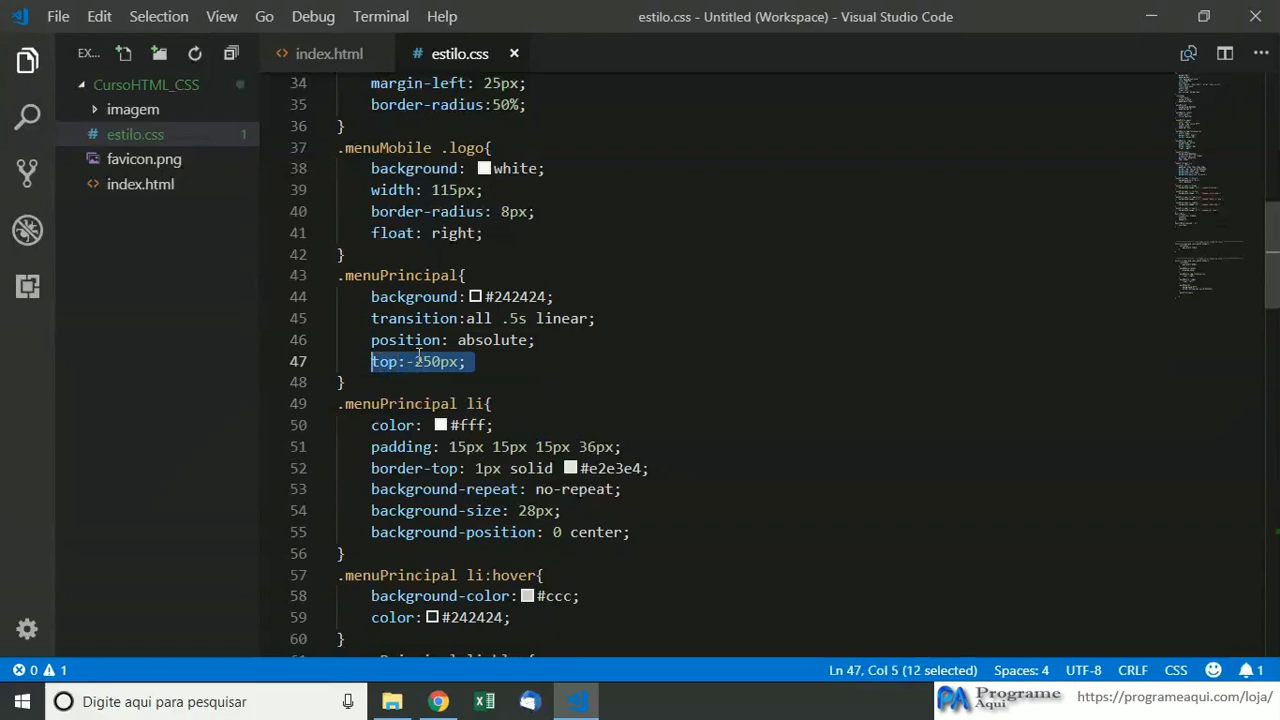 File Edit Selection View Go Debug Terminal Help estilo.css - Untitled (Workspace) - Visual Studio Code
EX... index.html estilo.css
CursoHTML_CSS
imagem
estilo.css 1
favicon.png
index.html
34 margin-left: 25px;
35 border-radius:50%;
36 }
37 .menuMobile .logo{
38 background: white;
39 width: 115px;
40 border-radius: 8px;
41 float: right;
42 }
43 .menuPrincipal{
44 background: #242424;
45 transition:all .5s linear;
46 position: absolute;
47 top:-250px;
48 }
49 .menuPrincipal li{
50 color: #fff;
51 padding: 15px 15px 15px 36px;
52 border-top: 1px solid #e2e3e4;
53 background-repeat: no-repeat;
54 background-size: 28px;
55 background-position: 0 center;
56 }
57 .menuPrincipal li:hover{
58 background-color: #ccc;
59 color: #242424;
60 }
0 1 Ln 47, Col 5 (12 selected) Spaces: 4 UTF-8 CRLF CSS 1
Digite aqui para pesquisar
PA Programe Aqui https://programeaqui.com/loja/